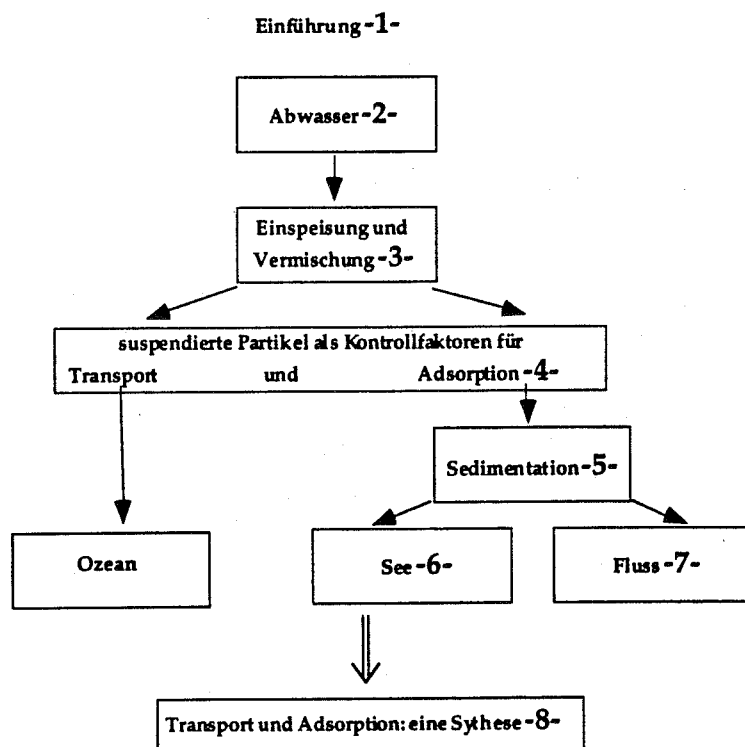 Einführung -1-
Abwasser -2-
Einspeisung und
Vermischung -3-
suspendierte Partikel als Kontrollfaktoren für
Transport und Adsorption -4-
Sedimentation -5-
Ozean
See -6-
Fluss -7-
Transport und Adsorption: eine Sythese -8-